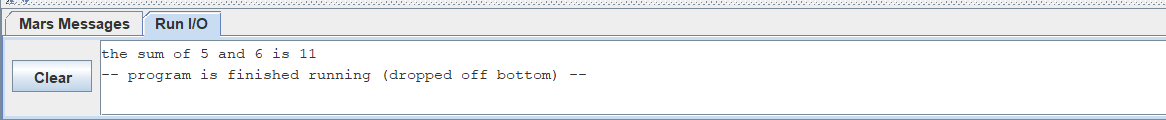 Mars Messages Run I/O
the sum of 5 and 6 is 11
Clear -- program is finished running (dropped off bottom) --